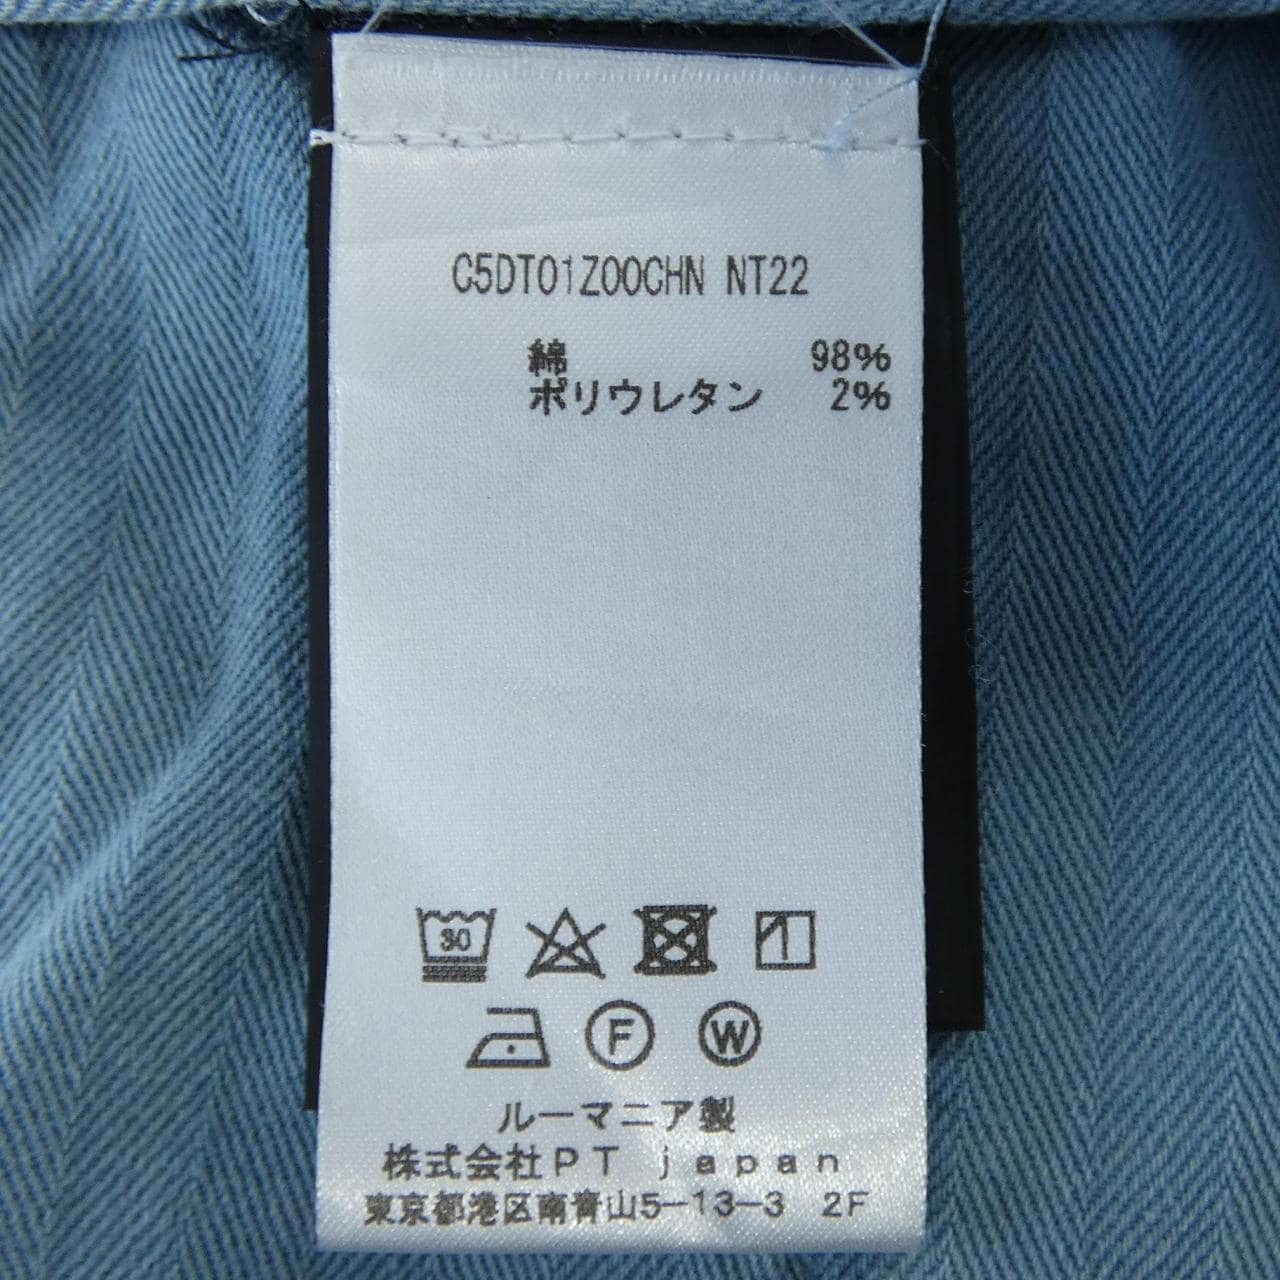 C5DT01Z00CHN NT22
綿 98%
ポリウレタン 2%
30
F W
ルーマニア製
株式会社PT japan
東京都港区南青山5-13-3 2F